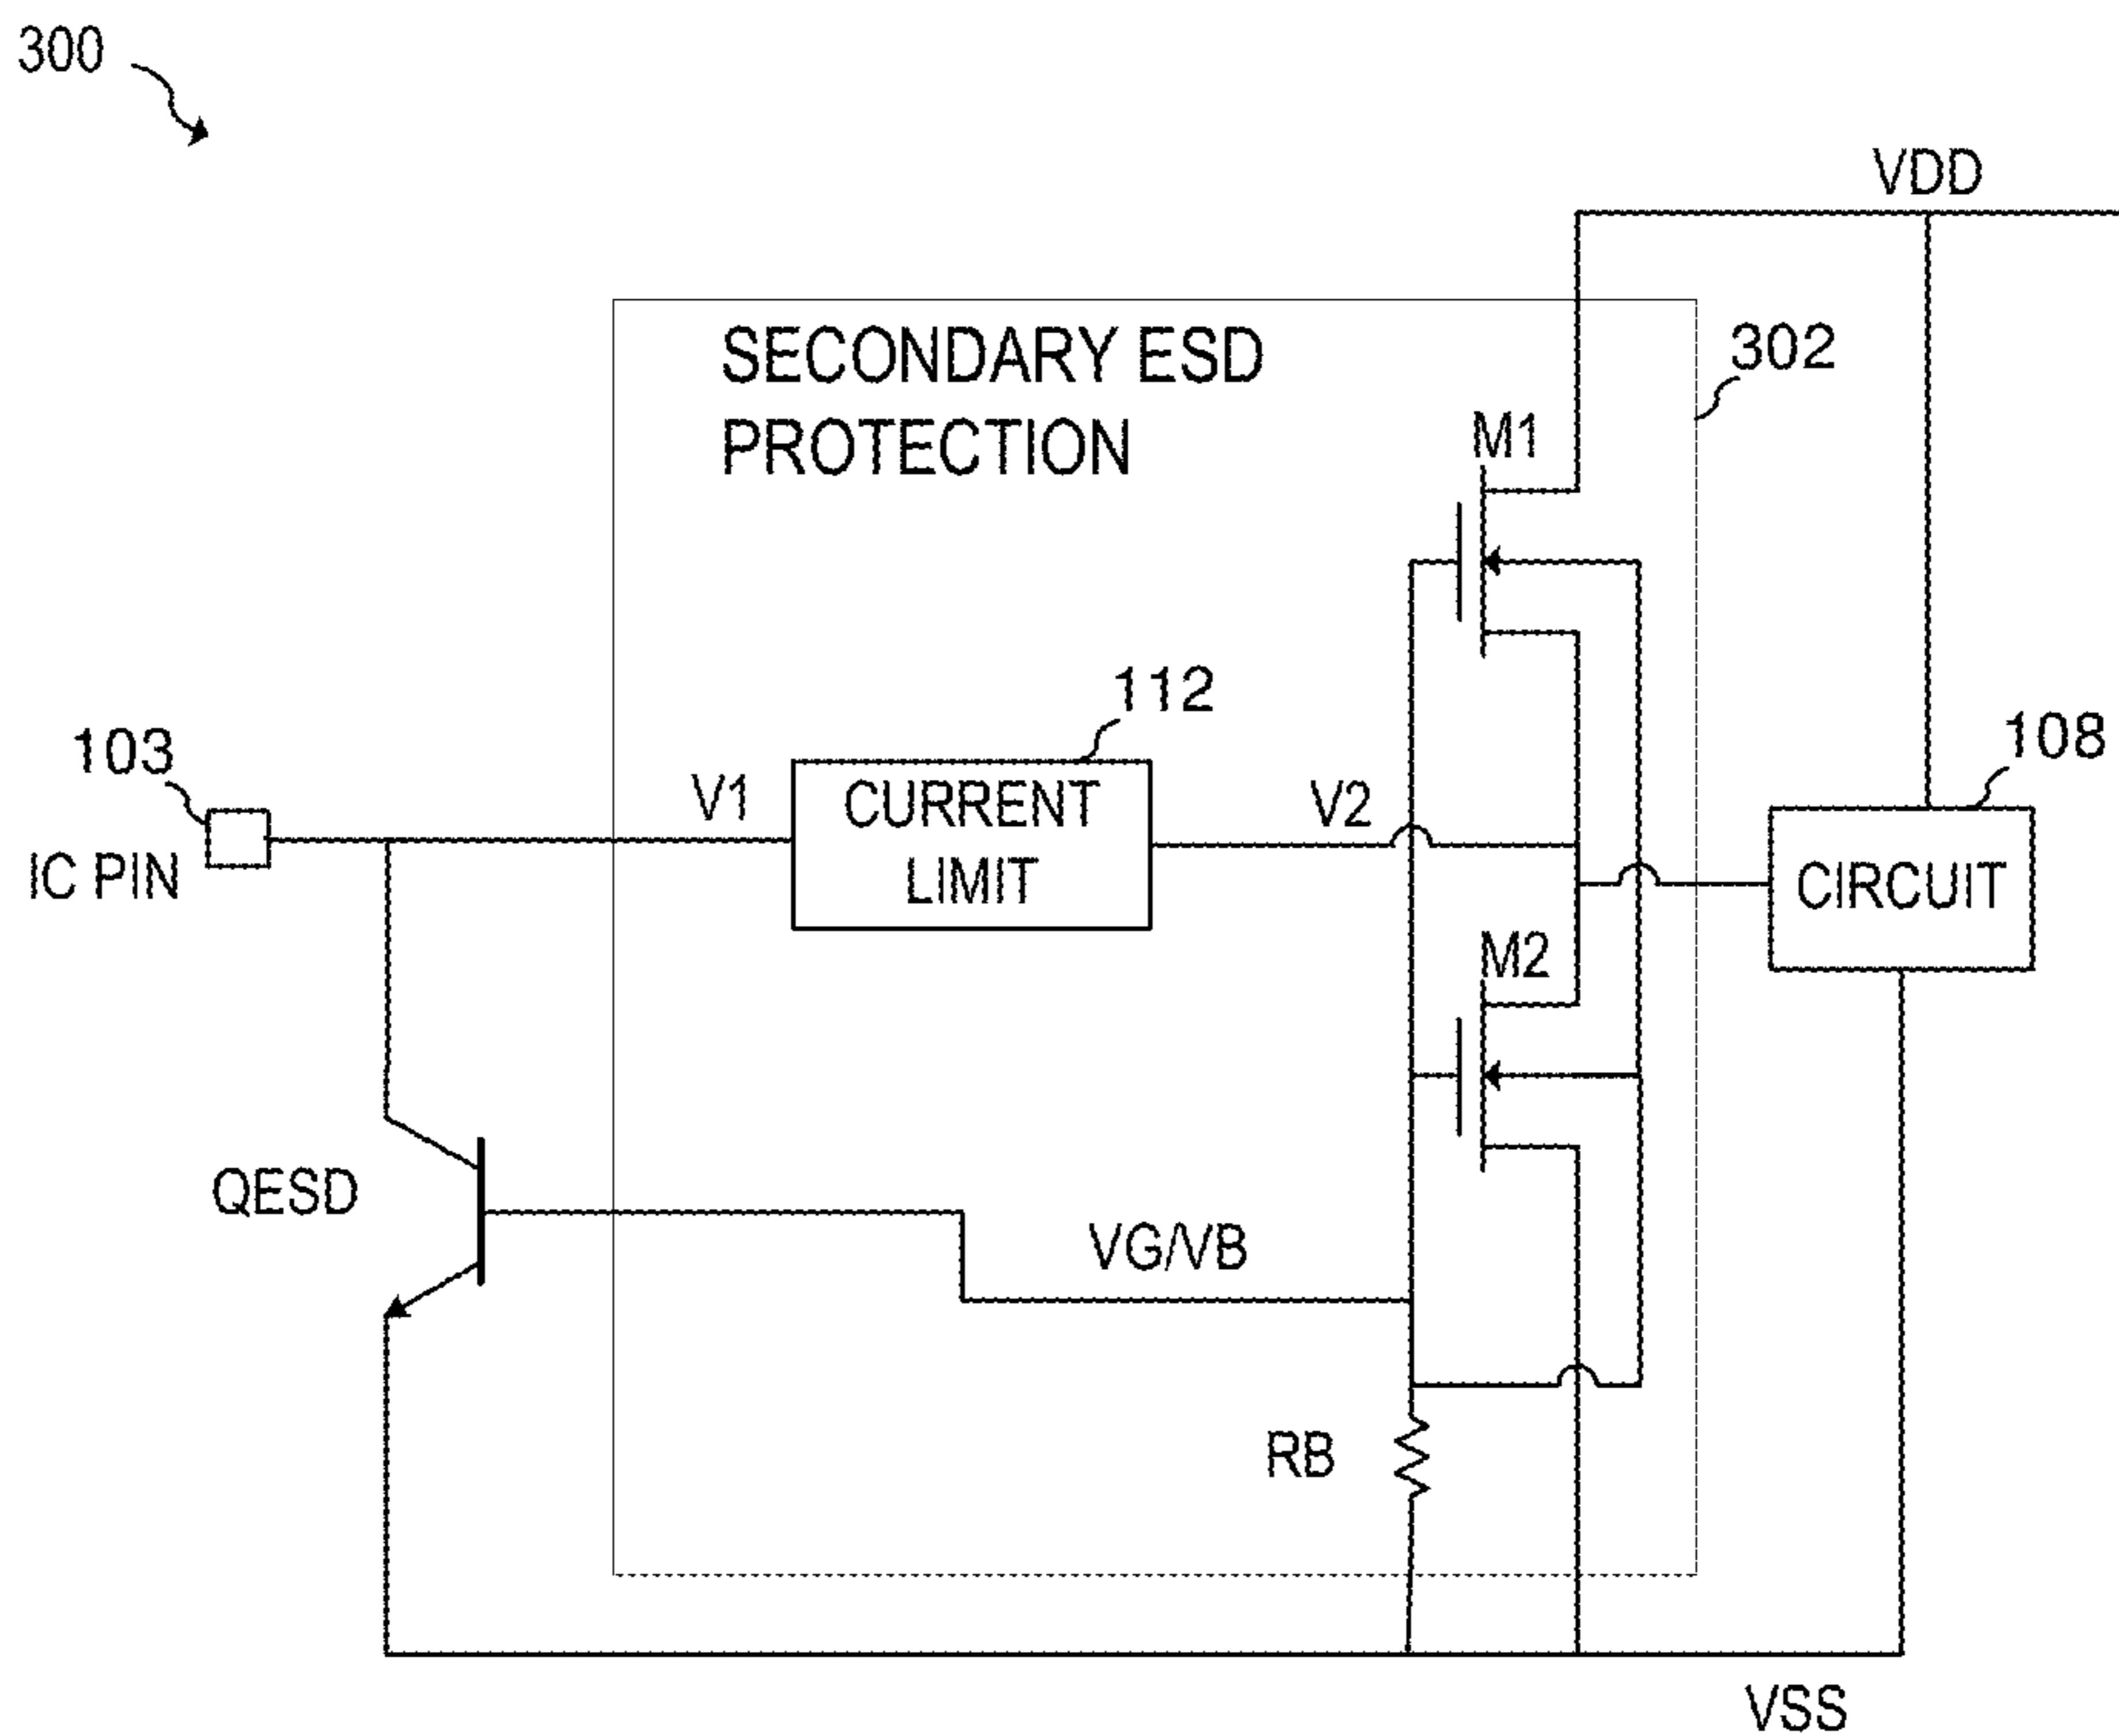 300
VDD
SECONDARY ESD
PROTECTION
302
M1
112
103
V1
CURRENT
LIMIT
V2
108
IC PIN
CIRCUIT
M2
QESD
VG/VB
RB
VSS